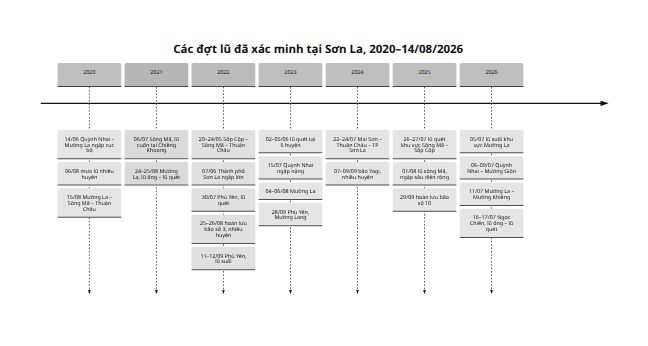 Các đợt lũ đã xác minh tại Sơn La, 2020–14/08/2026
2020
2021
2022
2023
2024
2025
2026
14/06 Quỳnh Nhai –
Mường La ngập cục
bộ
06/08 mưa lũ nhiều
huyện
15/08 Mường La –
Sông Mã – Thuận
Châu
06/07 Sông Mã, lũ
cuốn tại Chiềng
Khoong
24–25/08 Mường
La, lũ ống – lũ quét
20–24/05 Sốp Cộp –
Sông Mã – Thuận
Châu
07/06 Thành phố
Sơn La ngập lớn
30/07 Phù Yên, lũ
quét
25–26/08 hoàn lưu
bão số 3, nhiều
huyện
11–12/09 Phù Yên,
lũ suối
02–05/06 lũ quét tại
6 huyện
15/07 Quỳnh Nhai
ngập nặng
04–06/08 Mường La
28/09 Phù Yên,
Mường Lang
22–24/07 Mai Sơn –
Thuận Châu – TP
Sơn La
07–09/09 bão Yagi,
nhiều huyện
26–27/07 lũ quét
khu vực Sông Mã –
Sốp Cộp
01/08 lũ sông Mã,
ngập sâu diện rộng
29/09 hoàn lưu bão
số 10
05/07 lũ suối khu
vực Mường La
06–09/07 Quỳnh
Nhai – Mường Giôn
11/07 Mường La –
Mường Khiêng
16–17/07 Ngọc
Chiến, lũ ống – lũ
quét